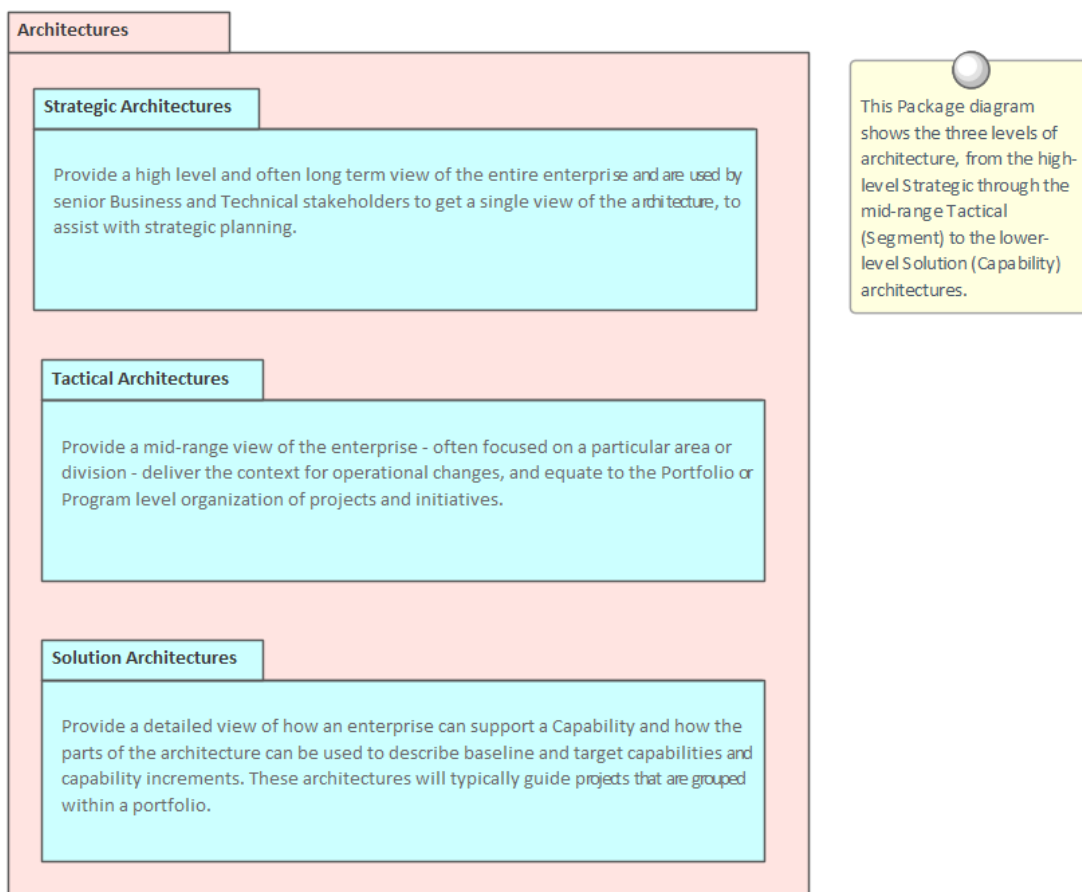 Architectures
Strategic Architectures
Provide a high level and often long term view of the entire enterprise and are used by
senior Business and Technical stakeholders to get a single view of the architecture, to
assist with strategic planning.
Tactical Architectures
Provide a mid-range view of the enterprise - often focused on a particular area or
division - deliver the context for operational changes, and equate to the Portfolio or
Program level organization of projects and initiatives.
Solution Architectures
Provide a detailed view of how an enterprise can support a Capability and how the
parts of the architecture can be used to describe baseline and target capabilities and
capability increments. These architectures will typically guide projects that are grouped
within a portfolio.
This Package diagram
shows the three levels of
architecture, from the high-
level Strategic through the
mid-range Tactical
(Segment) to the lower-
level Solution (Capability)
architectures.